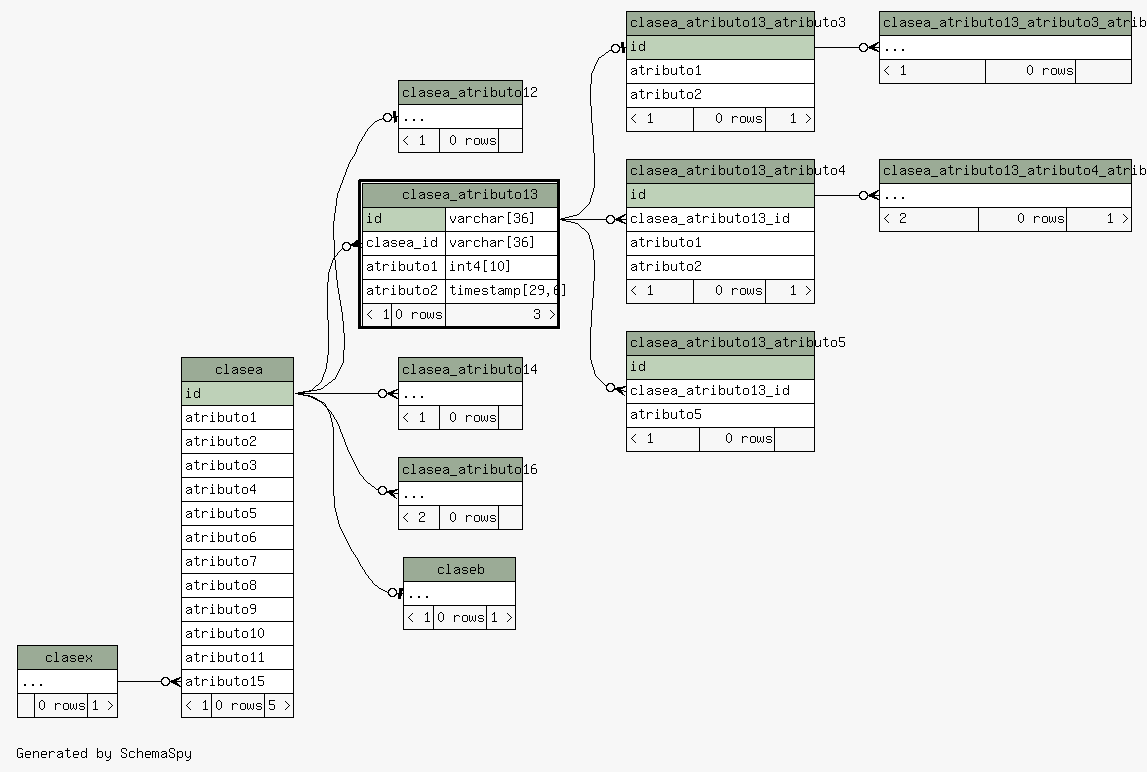 clasea_atributo13_atributo3
id
atributo1
atributo2
< 1 0 rows 1 >
clasea_atributo13_atributo3_atrib
...
< 1 0 rows
clasea_atributo12
...
< 1 0 rows
clasea_atributo13
id varchar[36]
clasea_id varchar[36]
atributo1 int4[10]
atributo2 timestamp[29,6]
< 1 0 rows 3 >
clasea_atributo13_atributo4
id
clasea_atributo13_id
atributo1
atributo2
< 1 0 rows 1 >
clasea_atributo13_atributo4_atrib
...
< 2 0 rows 1 >
clasea_atributo13_atributo5
id
clasea_atributo13_id
atributo5
< 1 0 rows
clasea_atributo14
...
< 1 0 rows
clasea_atributo16
...
< 2 0 rows
claseb
...
< 1 0 rows 1 >
clasea
id
atributo1
atributo2
atributo3
atributo4
atributo5
atributo6
atributo7
atributo8
atributo9
atributo10
atributo11
atributo15
< 1 0 rows 5 >
clasex
...
0 rows 1 >
Generated by SchemaSpy